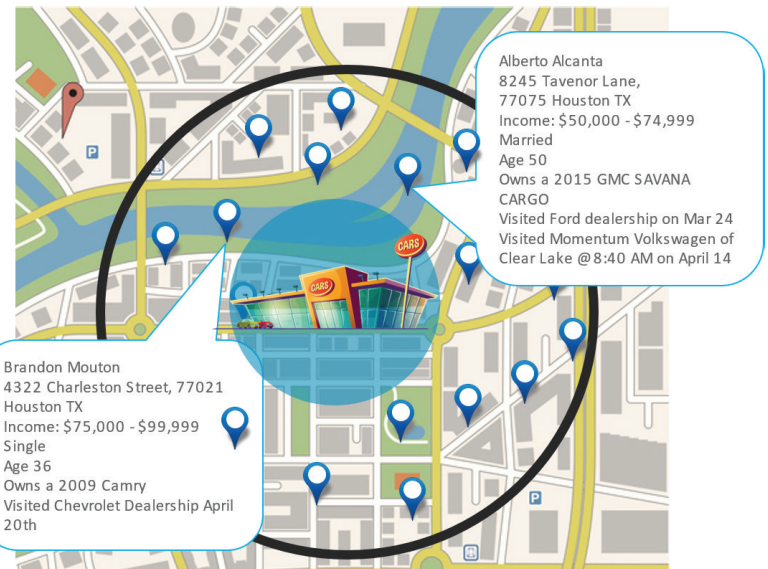 Alberto Alcanta
8245 Tavenor Lane,
77075 Houston TX
Income: $50,000 - $74,999
Married
Age 50
Owns a 2015 GMC SAVANA
CARGO
Visited Ford dealership on Mar 24
Visited Momentum Volkswagen of
Clear Lake @8:40 AM on April 14
P
CARS
CARS
Brandon Mouton
4322 Charleston Street, 77021
Houston TX
Income: $75,000 - $99,999
Single
Age 36
Owns a 2009 Camry
Visited Chevrolet Dealership April
20th
P